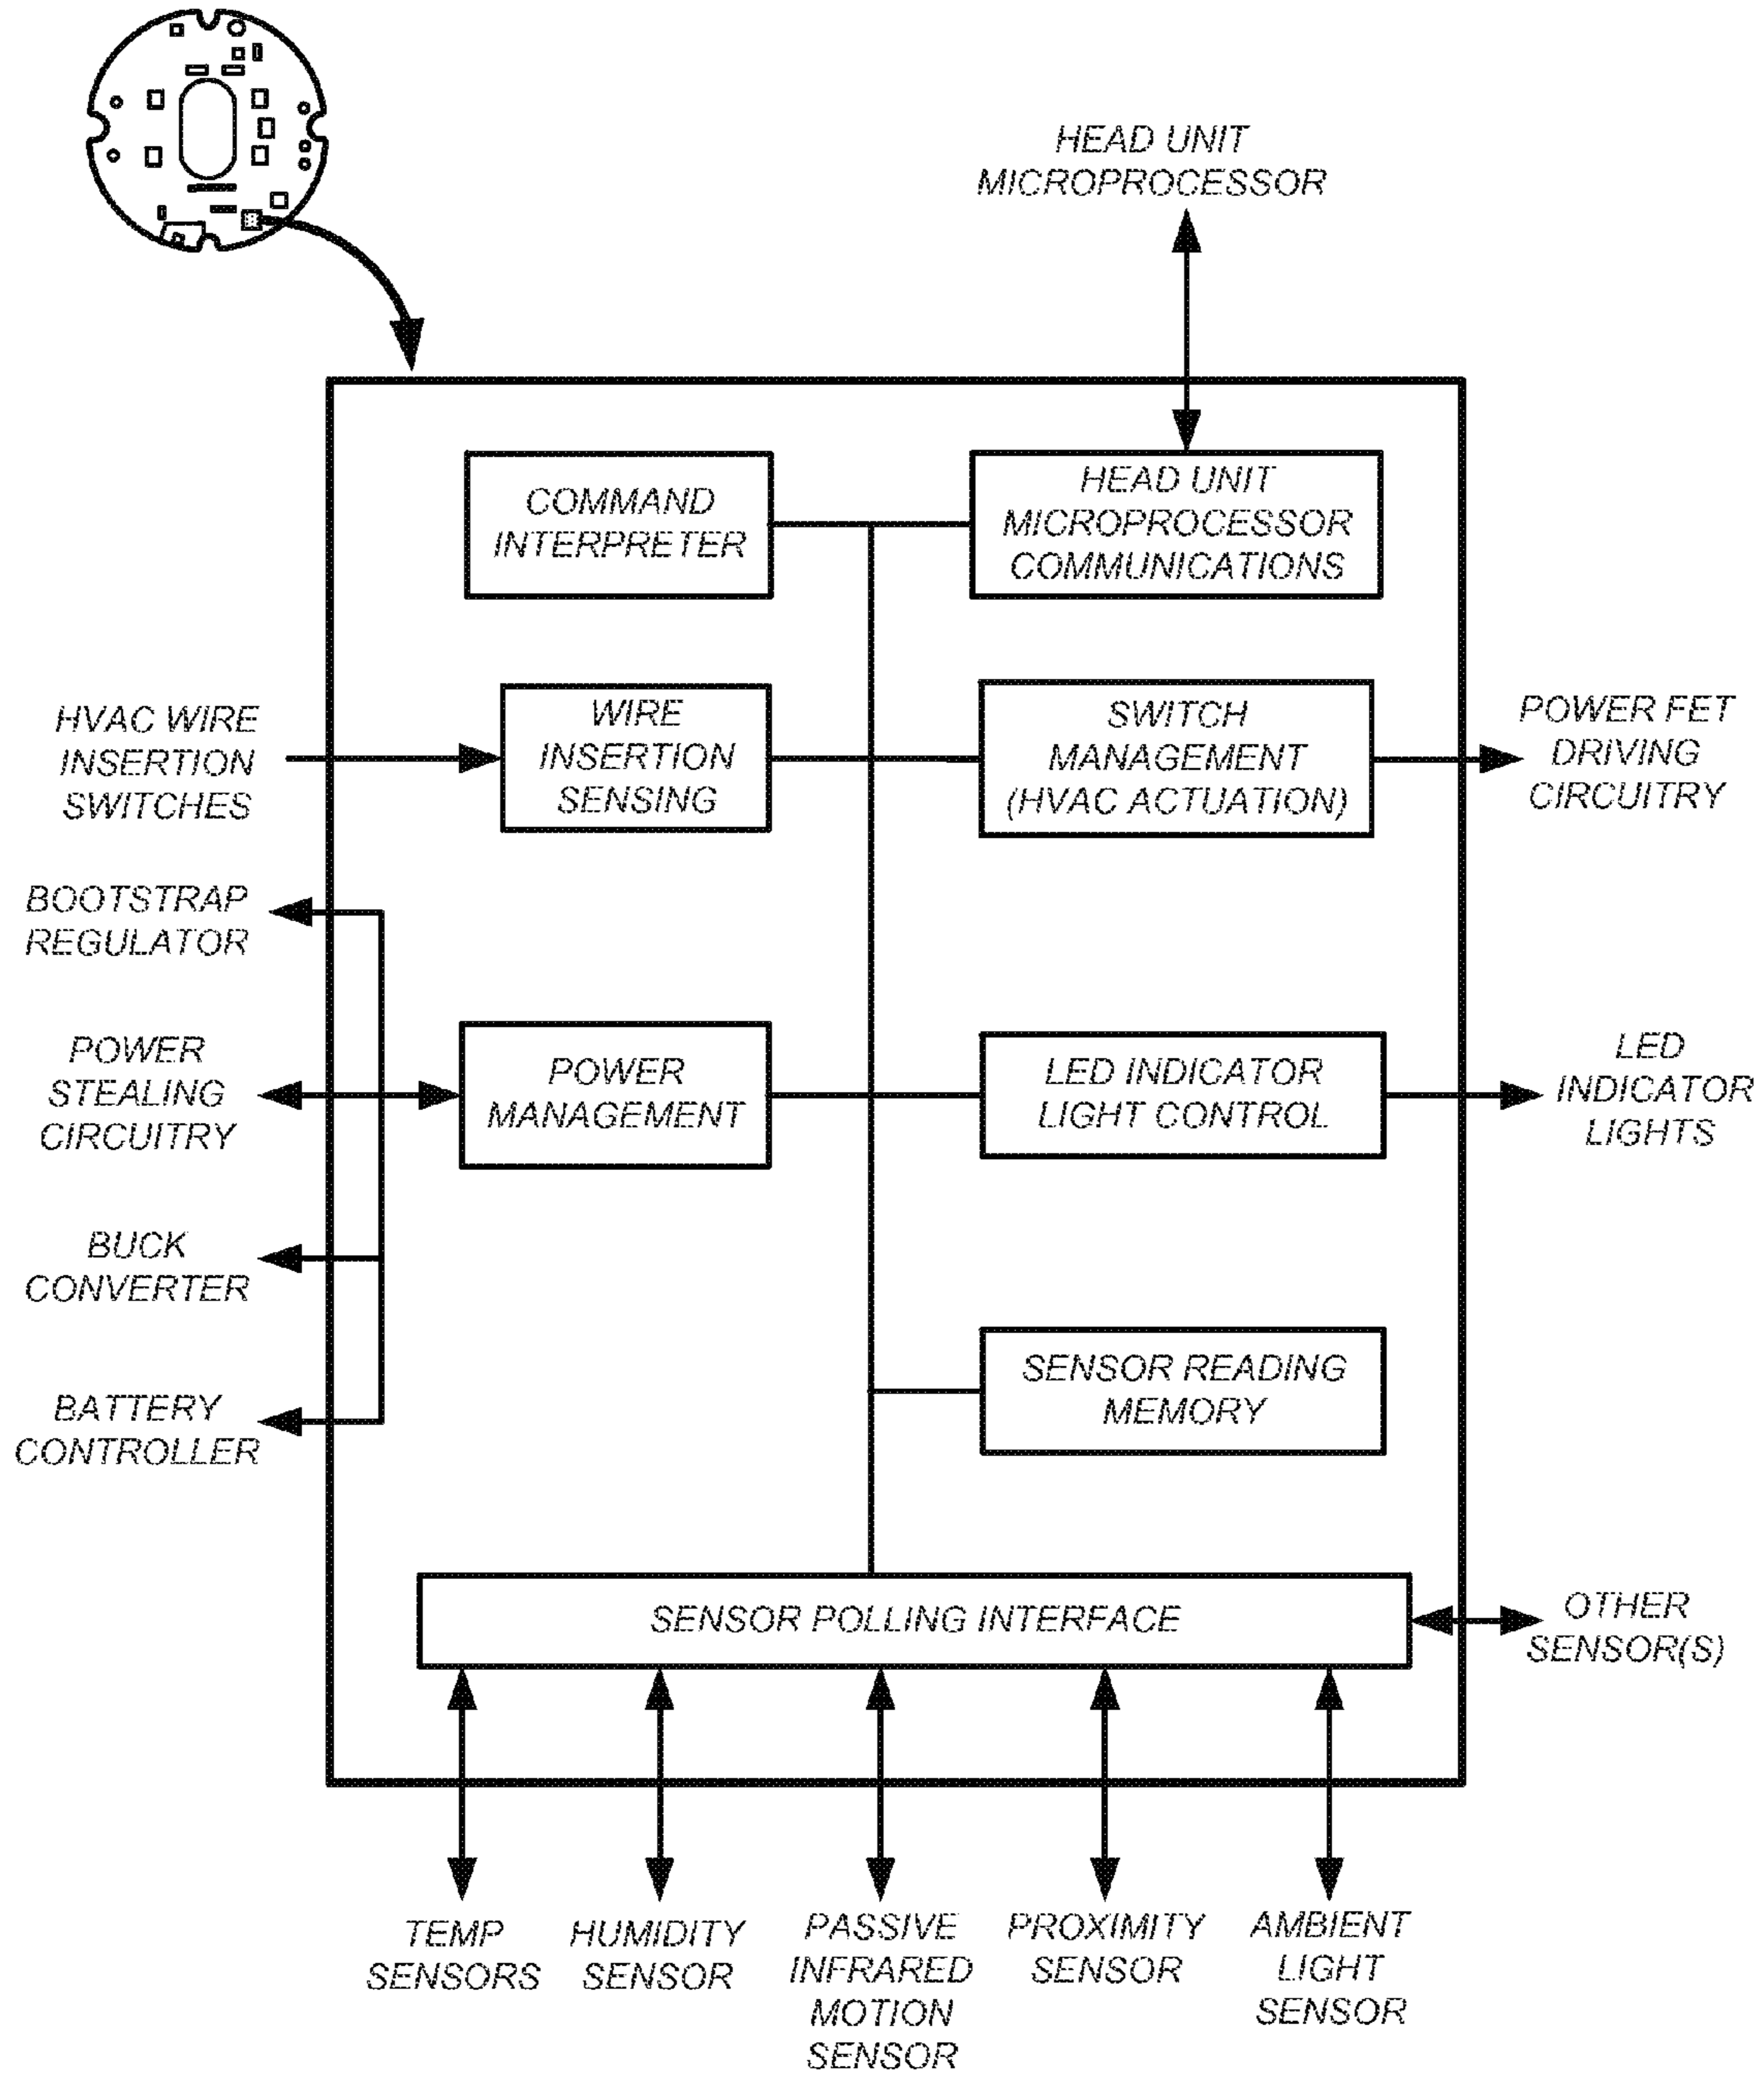 HEAD UNIT
MICROPROCESSOR
COMMAND
INTERPRETER
HEAD UNIT
MICROPROCESSOR
COMMUNICATIONS
HVAC WIRE
INSERTION
SWITCHES
WIRE
INSERTION
SENSING
SWITCH
MANAGEMENT
(HVAC ACTUATION)
POWER FET
DRIVING
CIRCUITRY
BOOTSTRAP
REGULATOR
POWER
STEALING
CIRCUITRY
POWER
MANAGEMENT
LED INDICATOR
LIGHT CONTROL
LED
INDICATOR
LIGHTS
BUCK
CONVERTER
BATTERY
CONTROLLER
SENSOR READING
MEMORY
SENSOR POLLING INTERFACE
OTHER
SENSOR(S)
TEMP
SENSORS
HUMIDITY
SENSOR
PASSIVE
INFRARED
MOTION
SENSOR
PROXIMITY
SENSOR
AMBIENT
LIGHT
SENSOR